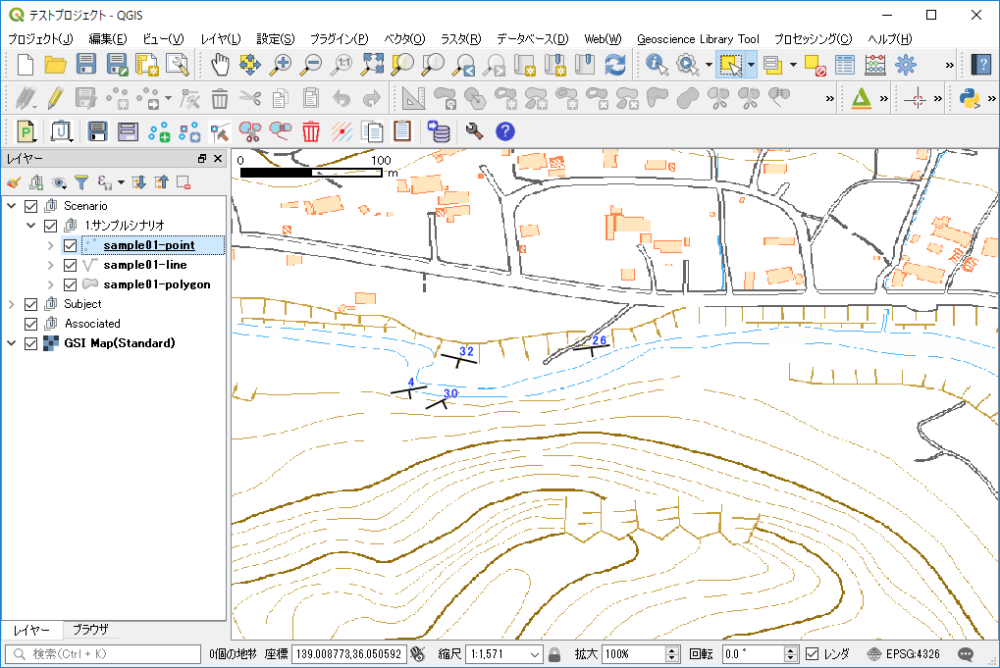 テストプロジェクト - QGIS
プロジェクト(J) 編集(E) ビュー(V) レイヤ(L) 設定(S) プラグイン(P) ベクタ(O) ラスタ(R) データベース(D) Web(W) Geoscience Library Tool プロセッシング(C) ヘルプ(H)
レイヤー
Scenario
1.サンプルシナリオ
sample01-point
sample01-line
sample01-polygon
Subject
Associated
GSI Map(Standard)
0 100
m
32
26
4
30
レイヤー ブラウザ
検索(Ctrl + K) 0個の地物 座標 139.008773,36.050592 縮尺 1:1,571 拡大 100% 回転 0.0 ° レンダ EPSG:4326